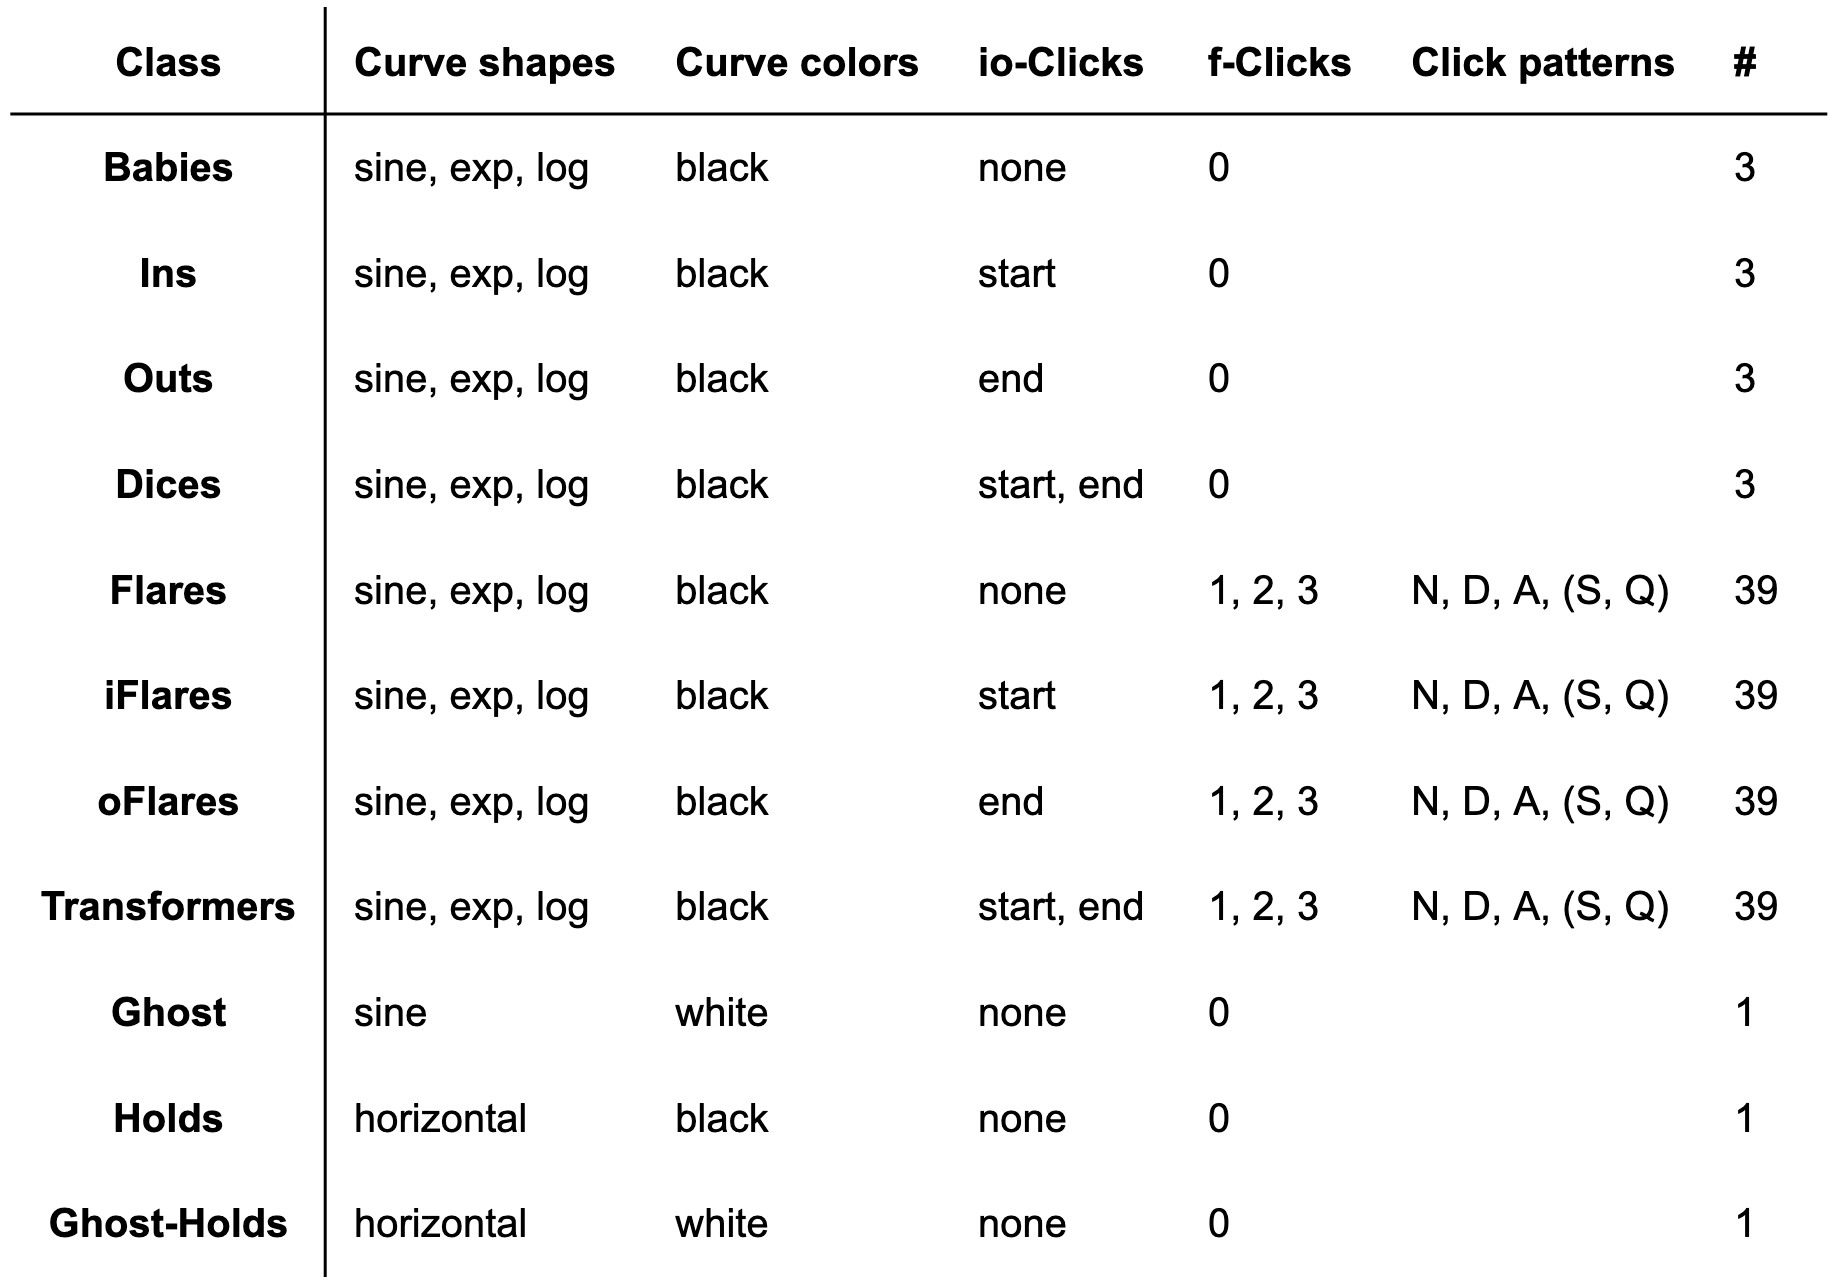 Class Curve shapes Curve colors io-Clicks f-Clicks Click patterns #
Babies sine, exp, log black none 0 3
Ins sine, exp, log black start 0 3
Outs sine, exp, log black end 0 3
Dices sine, exp, log black start, end 0 3
Flares sine, exp, log black none 1, 2, 3 N, D, A, (S, Q) 39
iFlares sine, exp, log black start 1, 2, 3 N, D, A, (S, Q) 39
oFlares sine, exp, log black end 1, 2, 3 N, D, A, (S, Q) 39
Transformers sine, exp, log black start, end 1, 2, 3 N, D, A, (S, Q) 39
Ghost sine white none 0 1
Holds horizontal black none 0 1
Ghost-Holds horizontal white none 0 1